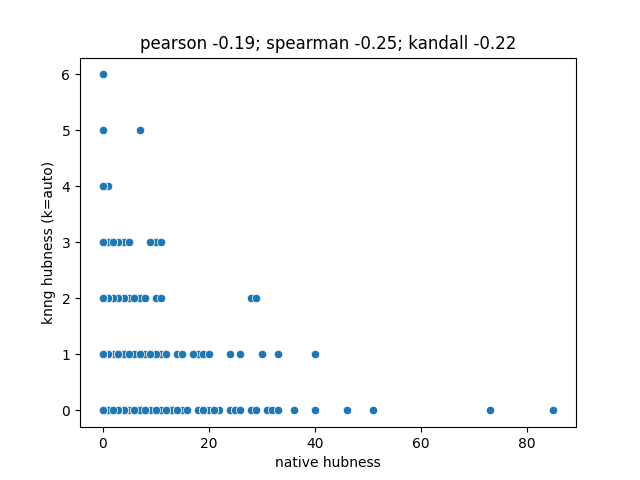 pearson -0.19; spearman -0.25; kandall -0.22
knng hubness (k=auto)
6
5
4
3
2
1
0
0 20 40 60 80
native hubness